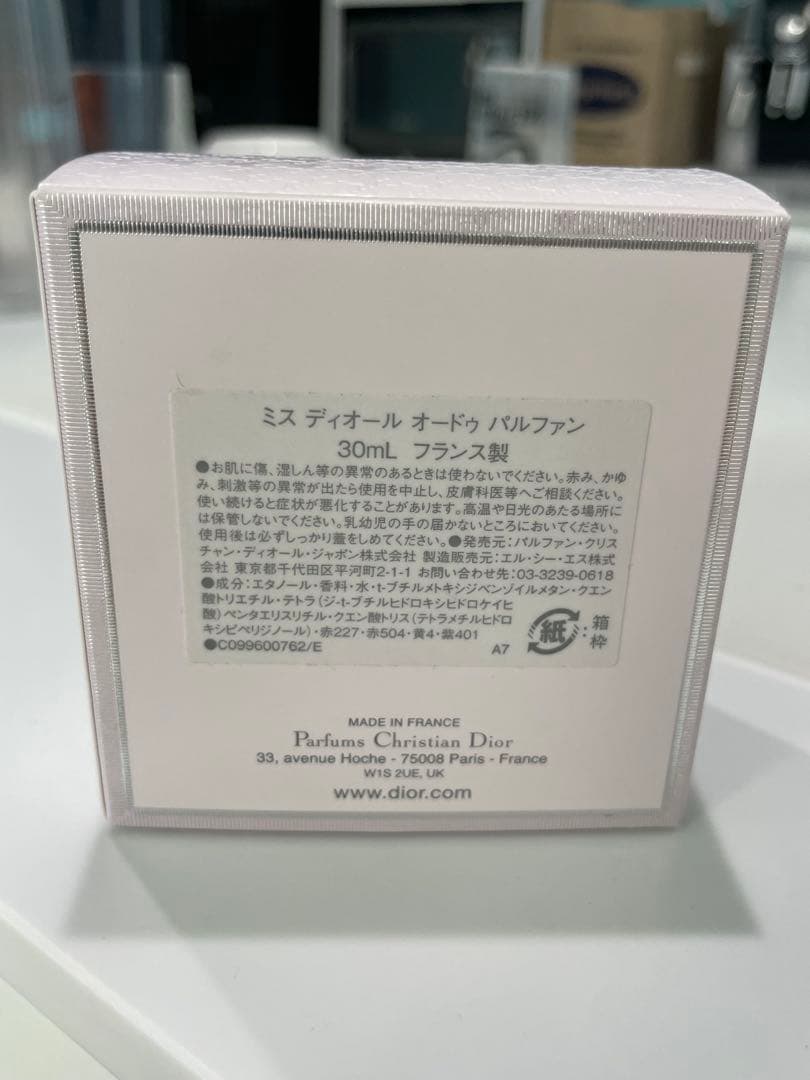 ミス ディオール オードゥ パルファン
30mL フランス製
●お肌に傷、湿しん等の異常のあるときは使わないでください。赤み、かゆ
み、刺激等の異常が出たら使用を中止し、皮膚科医等へご相談ください。
使い続けると症状が悪化することがあります。高温や日光のあたる場所に
は保管しないでください。乳幼児の手の届かないところにおいてください。
使用後は必ずしっかり蓋をしめてください。●発売元：パルファン・クリス
チャン・ディオール・ジャポン株式会社 製造販売元：エル・シー・エス株式
会社 東京都千代田区平河町2-1-1 お問い合わせ先：03-3239-0618
●成分：エタノール・香料・水・t-ブチルメトキシジベンゾイルメタン・クエン
酸トリエチル・テトラ(ジ-t-ブチルヒドロキシヒドロケイヒ
酸)ペンタエリスリチル・クエン酸トリス(テトラメチルヒドロ
キシピペリジノール)・赤227・赤504・黄4・紫401
●C099600762/E A7
紙：箱
枠
MADE IN FRANCE
Parfums Christian Dior
33, avenue Hoche - 75008 Paris - France
W1S 2UE, UK
www.dior.com